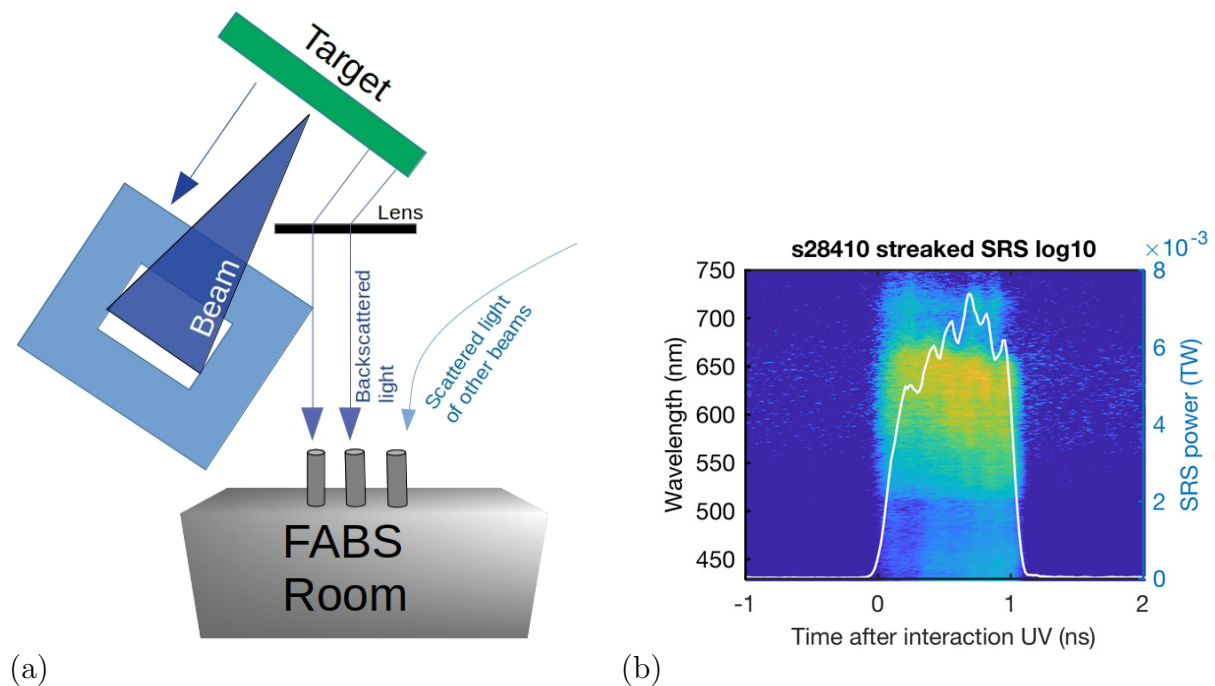 Target
Lens
Beam
Backscattered
light
Scattered light
of other beams
FABS
Room
(a)
s28410 streaked SRS log10
×10⁻³
Wavelength (nm)
750
700
650
600
550
500
450
8
6
4
2
0
SRS power (TW)
-1
0
1
2
Time after interaction UV (ns)
(b)